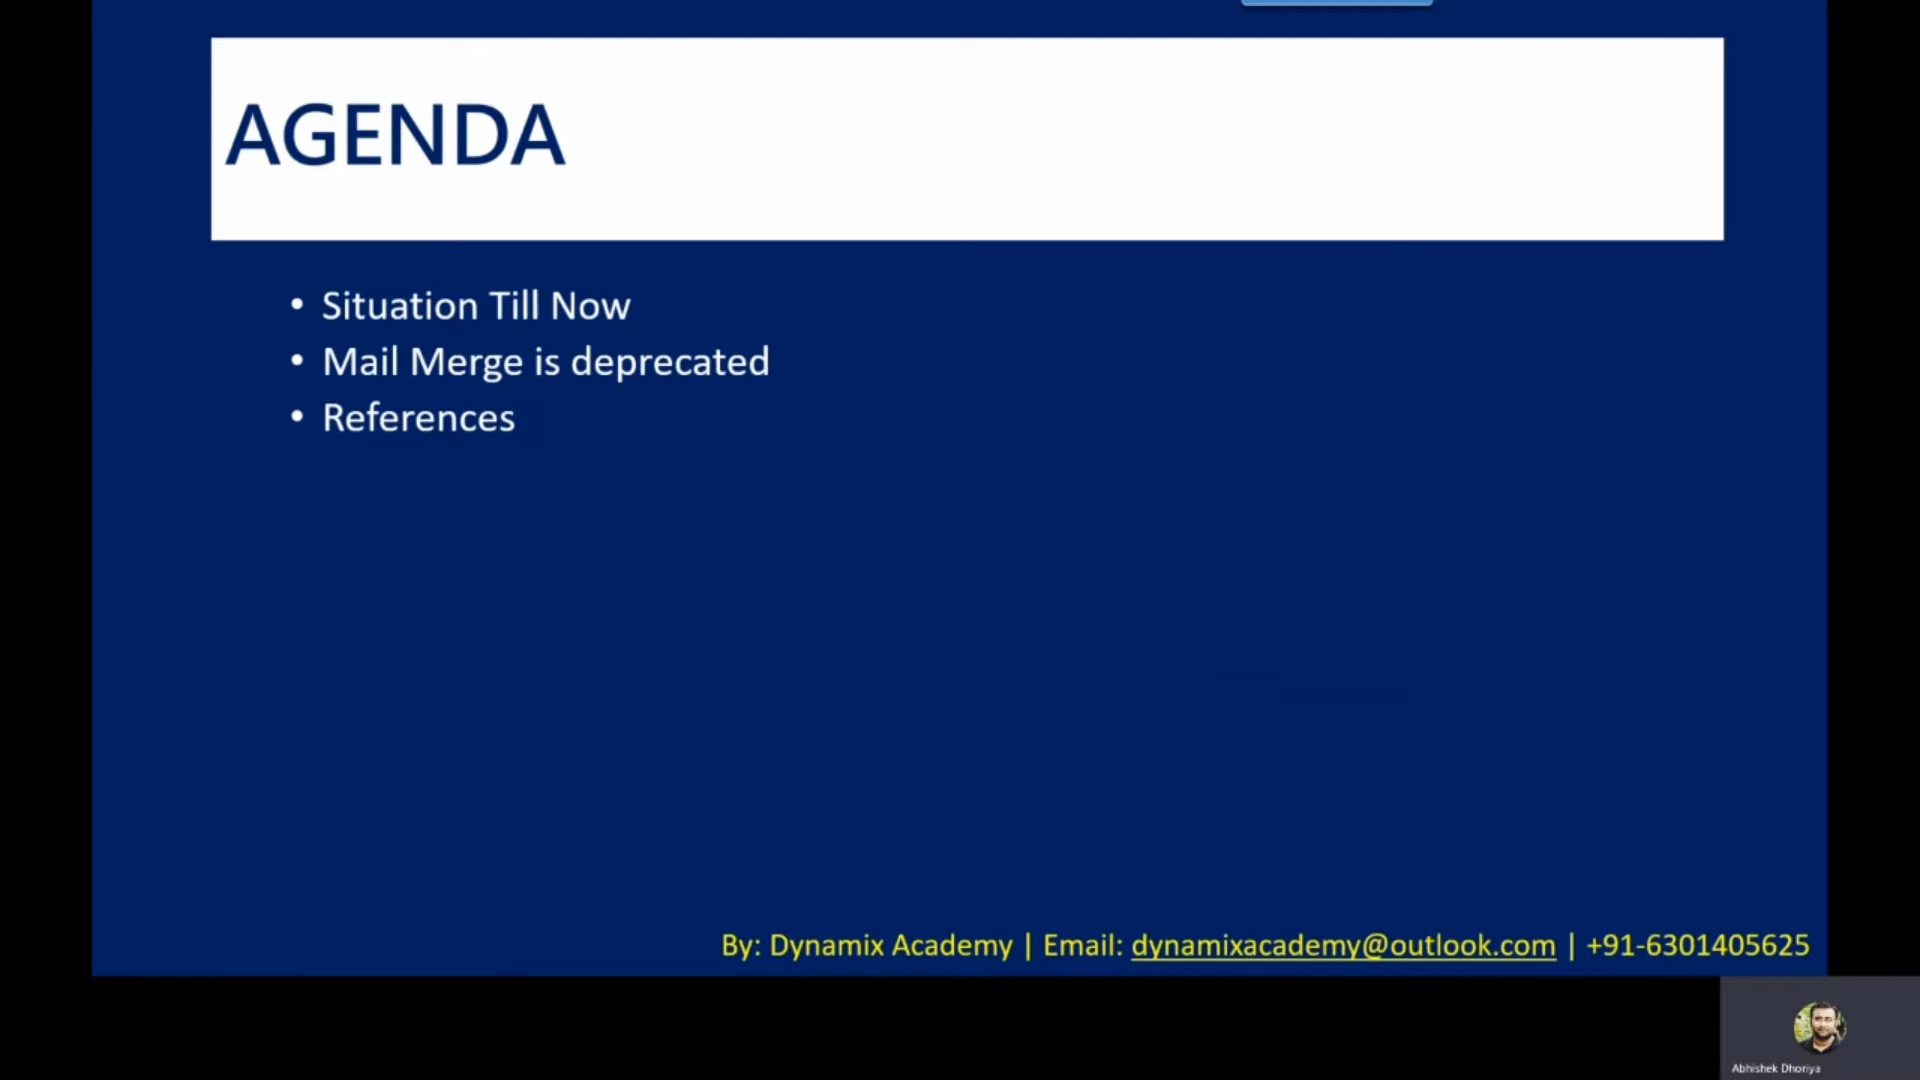 AGENDA
• Situation Till Now
• Mail Merge is deprecated
• References
By: Dynamix Academy | Email: dynamixacademy@outlook.com | +91-6301405625
Abhishek Dhoriya